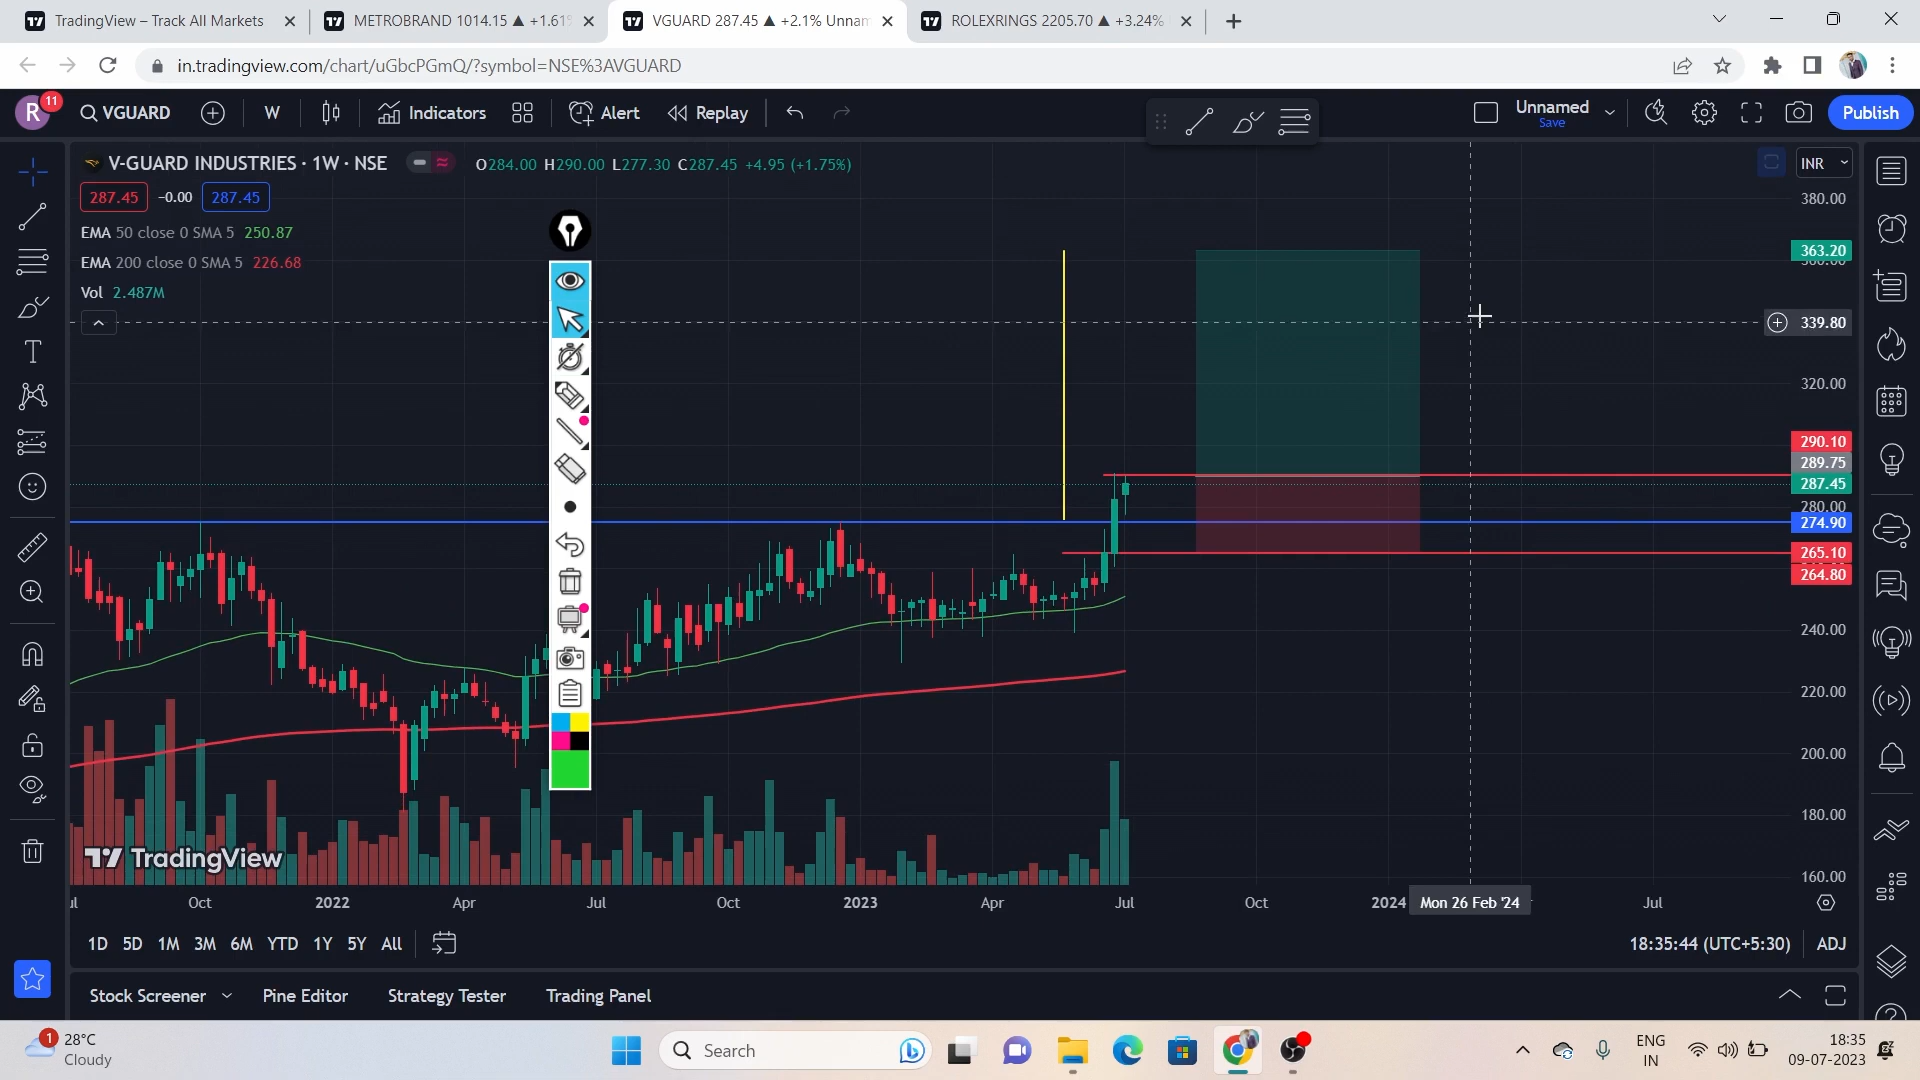 TradingView – Track All Markets
METROBRAND 1014.15 ▲ +1.61%
VGUARD 287.45 ▲ +2.1% Unnam
ROLEXRINGS 2205.70 ▲ +3.24%
in.tradingview.com/chart/uGbcPGmQ/?symbol=NSE%3AVGUARD
R
11
VGUARD
W
Indicators
Alert
Replay
Unnamed
Save
Publish
V-GUARD INDUSTRIES · 1W · NSE
O284.00 H290.00 L277.30 C287.45 +4.95 (+1.75%)
INR
287.45 −0.00 287.45
EMA 50 close 0 SMA 5 250.87
EMA 200 close 0 SMA 5 226.68
Vol 2.487M
380.00
363.20
360.00
339.80
320.00
290.10
289.75
287.45
280.00
274.90
265.10
264.80
240.00
220.00
200.00
180.00
160.00
TradingView
Oct 2022 Apr Jul Oct 2023 Apr Jul Oct 2024 Mon 26 Feb '24 Jul
1D 5D 1M 3M 6M YTD 1Y 5Y All
18:35:44 (UTC+5:30) ADJ
Stock Screener Pine Editor Strategy Tester Trading Panel
1
28°C
Cloudy
Search
ENG
IN
18:35
09-07-2023